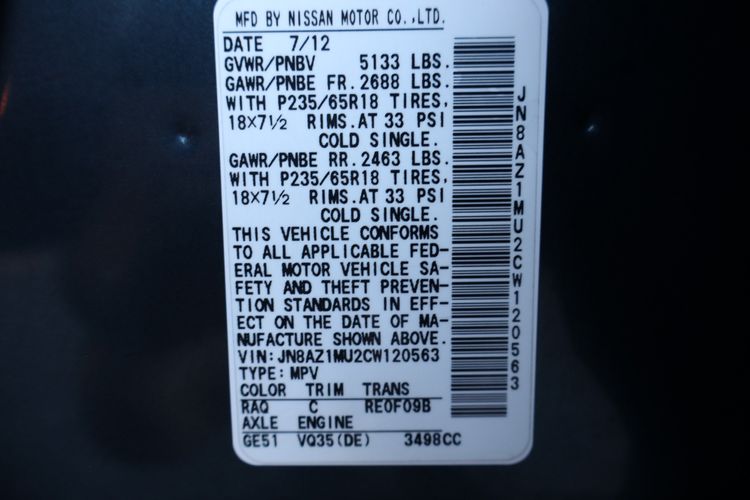 MFD BY NISSAN MOTOR CO.,LTD.
DATE 7/12
GVWR/PNBV 5133 LBS.
GAWR/PNBE FR.2688 LBS.
WITH P235/65R18 TIRES,
18×7½ RIMS.AT 33 PSI
COLD SINGLE.
GAWR/PNBE RR.2463 LBS.
WITH P235/65R18 TIRES,
18×7½ RIMS.AT 33 PSI
COLD SINGLE.
THIS VEHICLE CONFORMS
TO ALL APPLICABLE FED-
ERAL MOTOR VEHICLE SA-
FETY AND THEFT PREVEN-
TION STANDARDS IN EFF-
ECT ON THE DATE OF MA-
NUFACTURE SHOWN ABOVE.
VIN:JN8AZ1MU2CW120563
TYPE:MPV
COLOR TRIM TRANS
RAQ C RE0F09B
AXLE ENGINE
GE51 VQ35(DE) 3498CC
JN8AZ1MU2CW120563